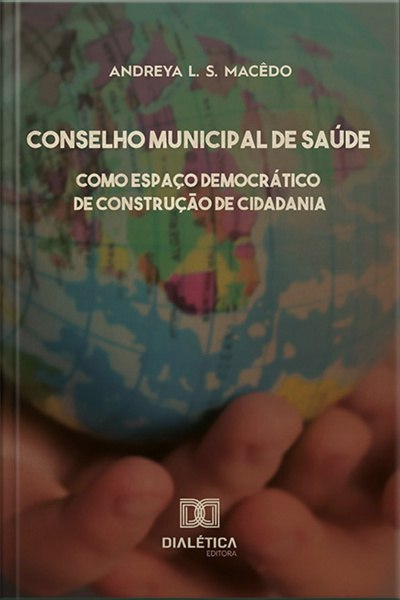 ANDREYA L. S. MACÊDO
CONSELHO MUNICIPAL DE SAÚDE
COMO ESPAÇO DEMOCRÁTICO
DE CONSTRUÇÃO DE CIDADANIA
DIALÉTICA
EDITORA